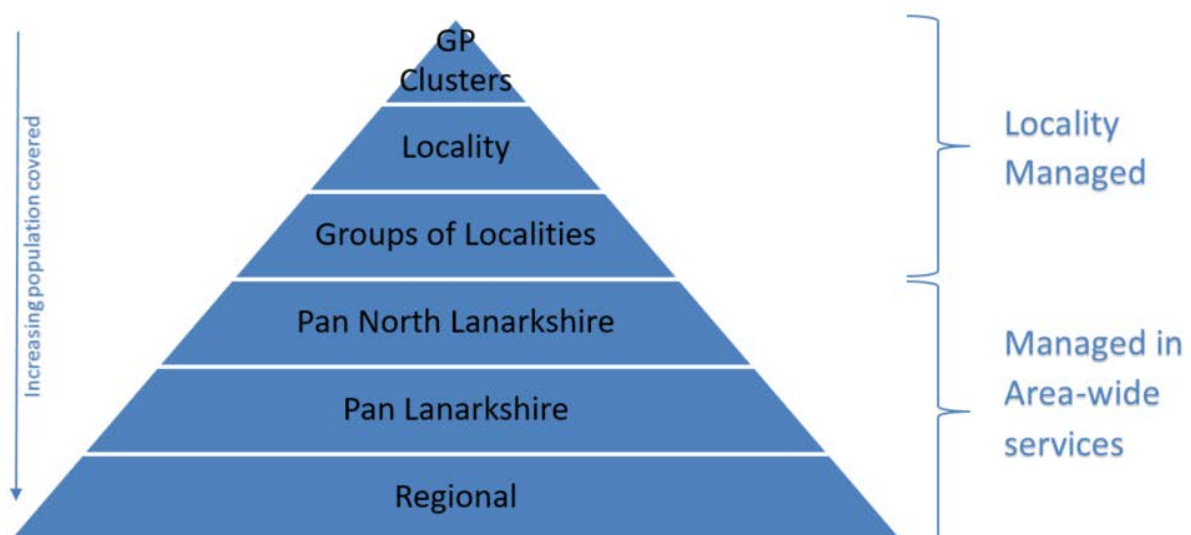 GP
Clusters
Locality
Groups of Localities
Pan North Lanarkshire
Pan Lanarkshire
Regional
Increasing population covered
Locality
Managed
Managed in
Area-wide
services